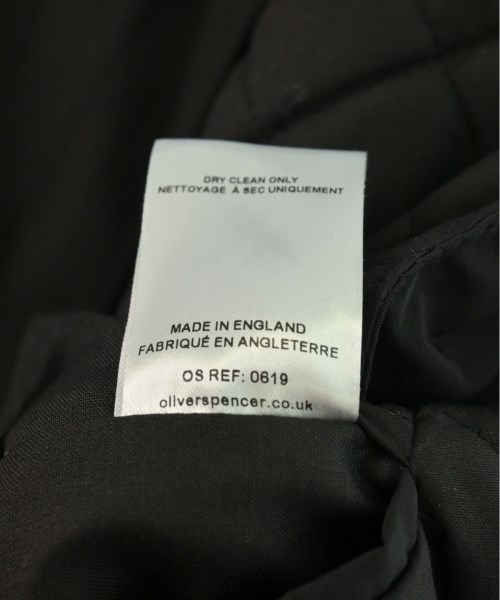 DRY CLEAN ONLY
NETTOYAGE À SEC UNIQUEMENT
MADE IN ENGLAND
FABRIQUÉ EN ANGLETERRE
OS REF: 0619
oliverspencer.co.uk